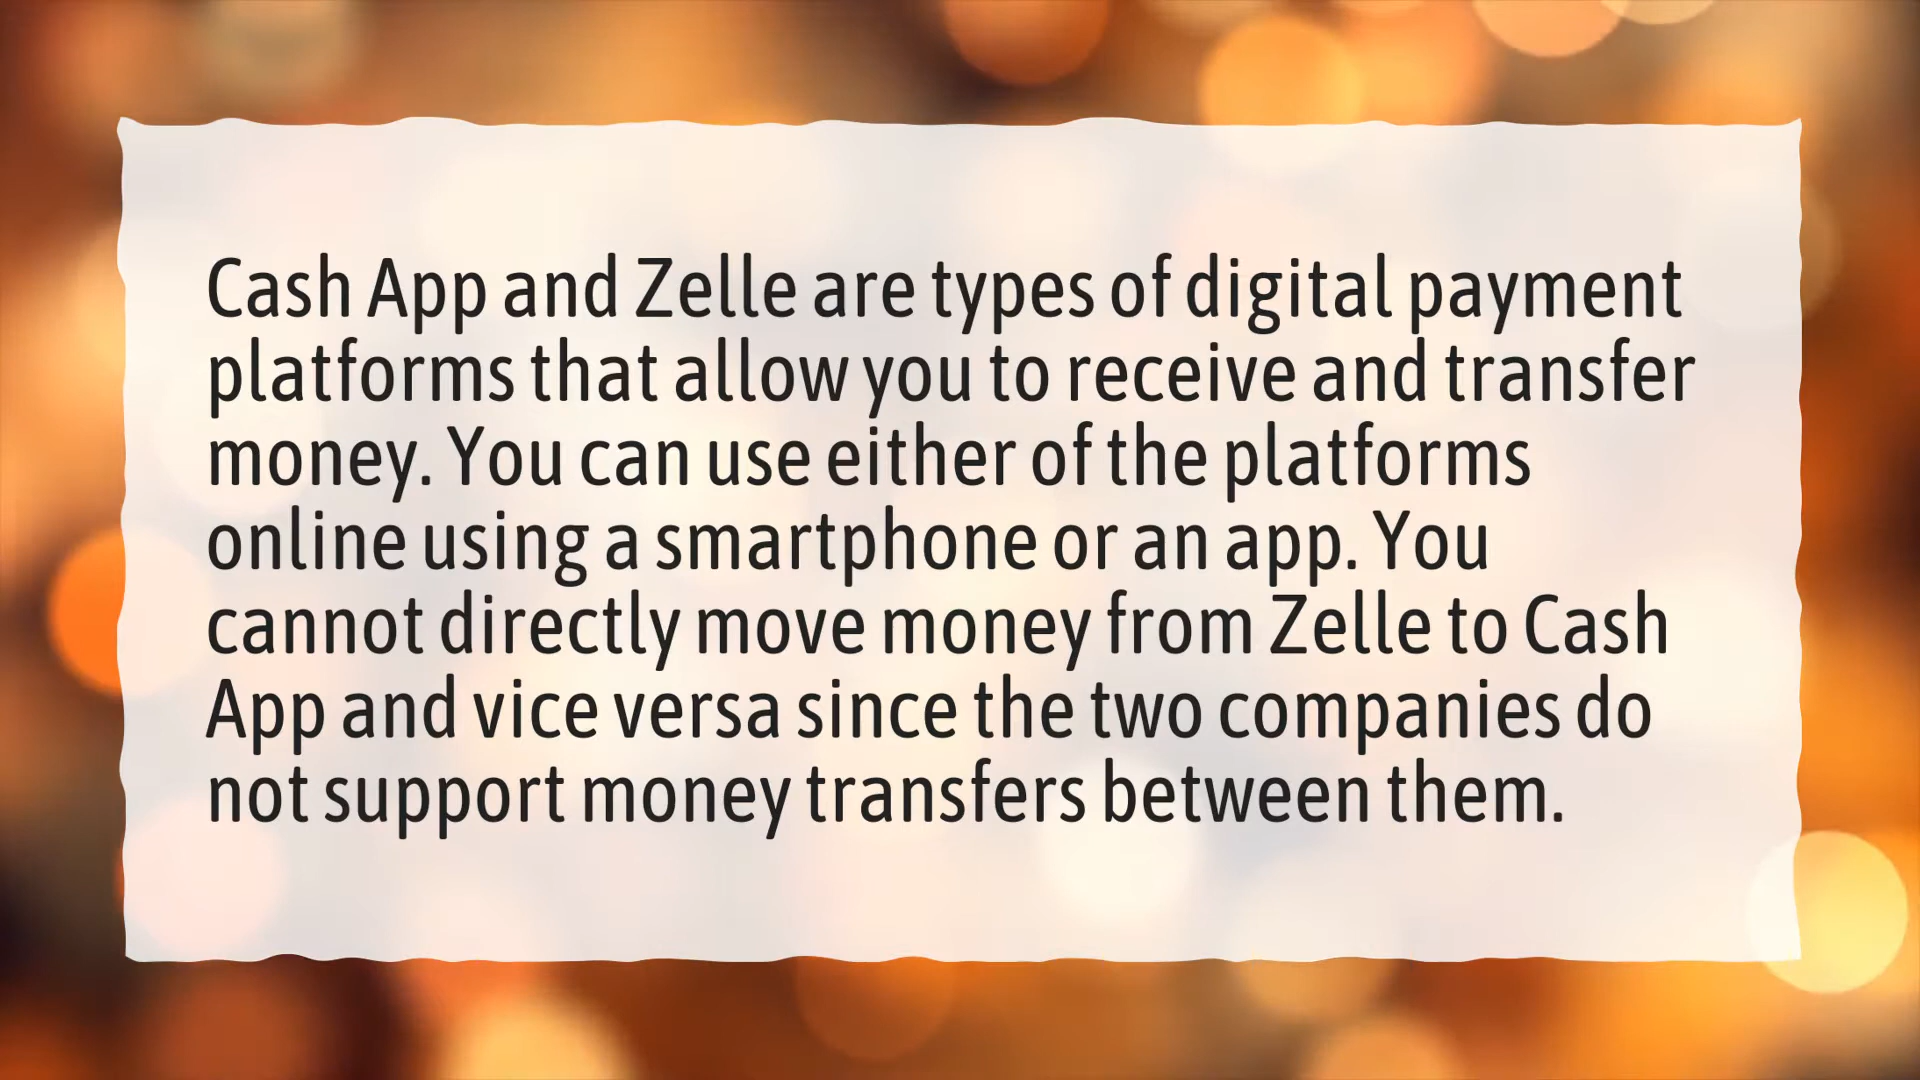 Cash App and Zelle are types of digital payment
platforms that allow you to receive and transfer
money. You can use either of the platforms
online using a smartphone or an app. You
cannot directly move money from Zelle to Cash
App and vice versa since the two companies do
not support money transfers between them.